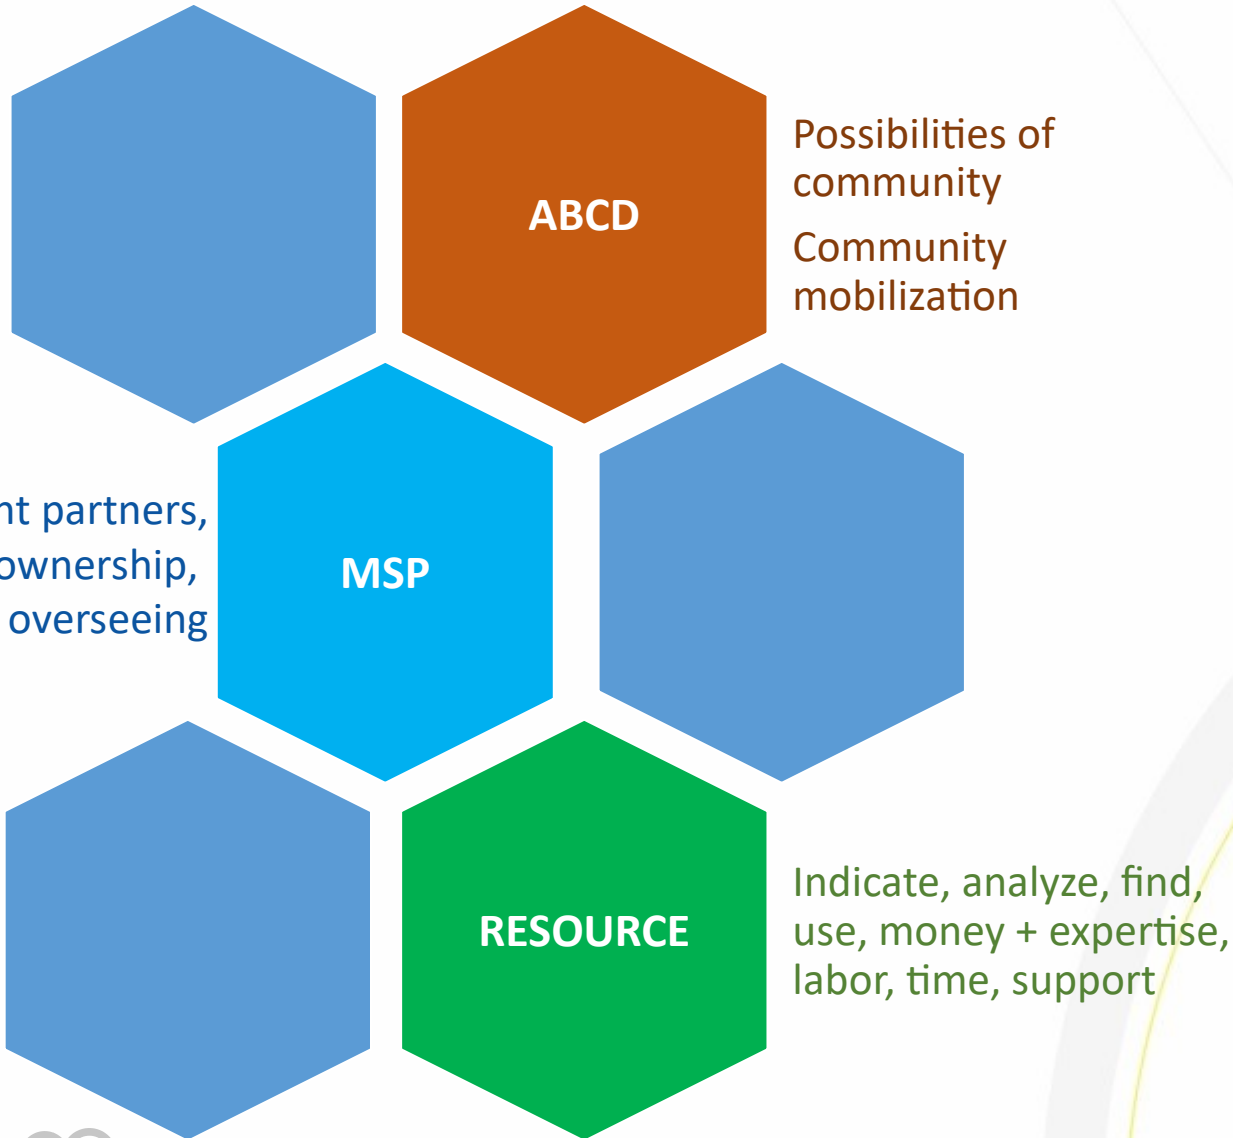 ABCD
Possibilities of
community
Community
mobilization
partners,
ownership,
overseeing
MSP
RESOURCE
Indicate, analyze, find,
use, money + expertise,
labor, time, support